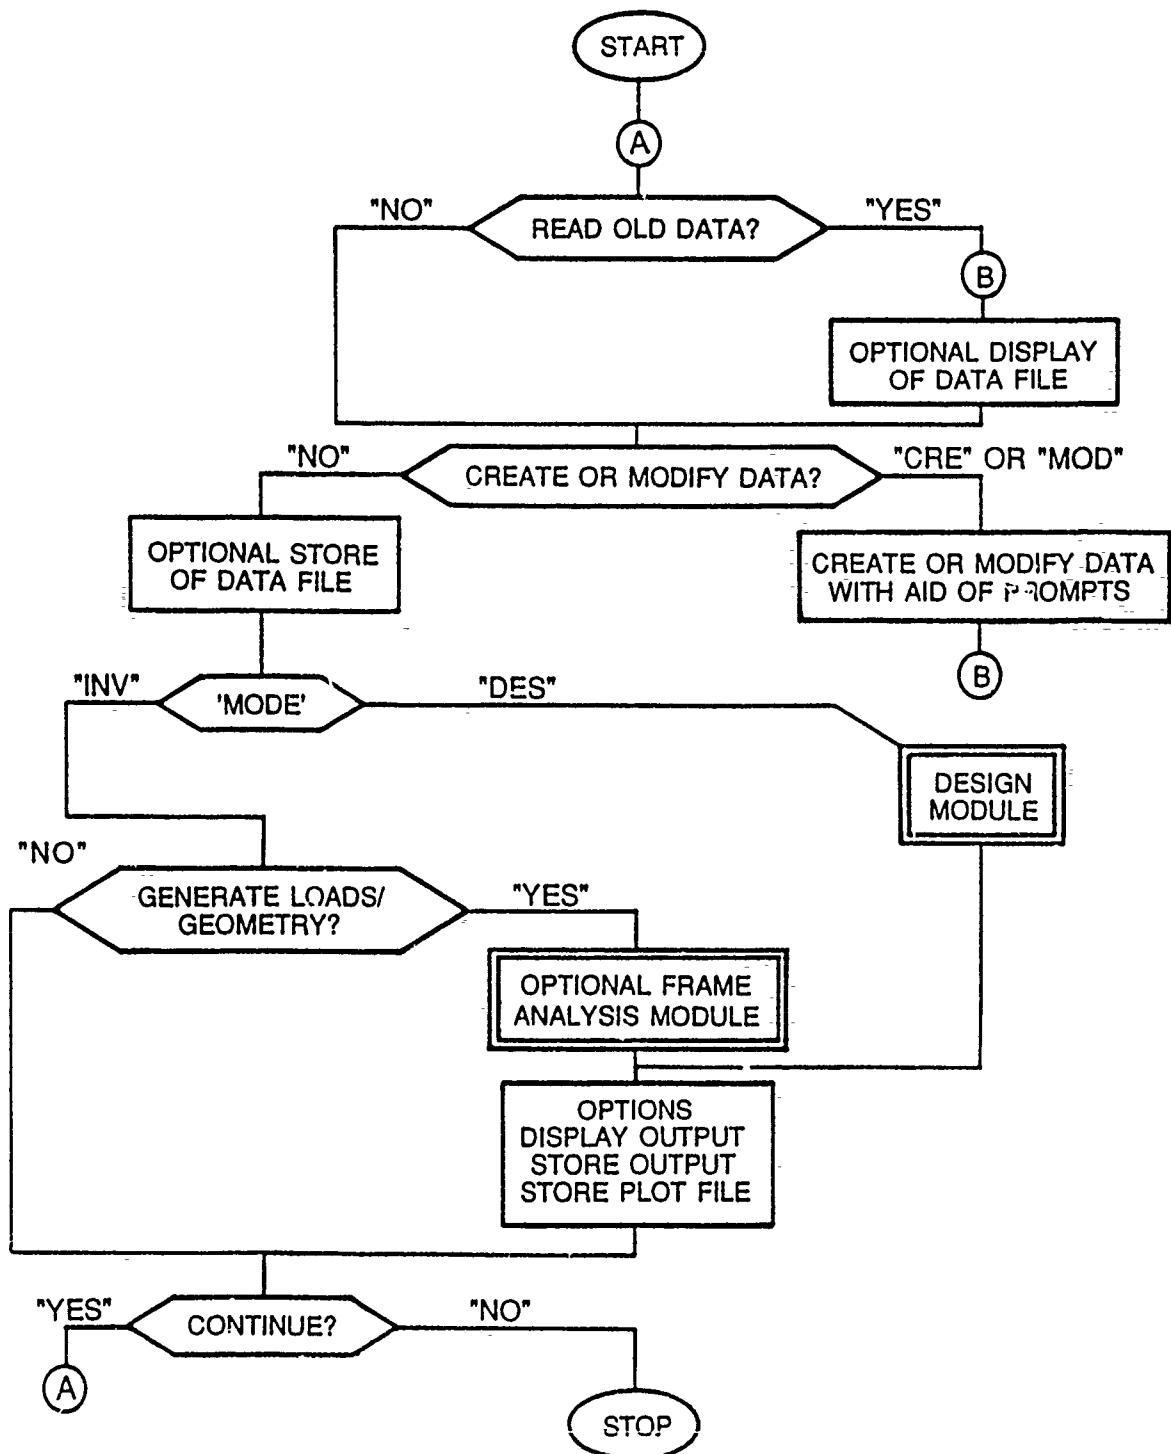 START
A
"NO"
READ OLD DATA?
"YES"
B
OPTIONAL DISPLAY
OF DATA FILE
"NO"
CREATE OR MODIFY DATA?
"CRE" OR "MOD"
OPTIONAL STORE
OF DATA FILE
CREATE OR MODIFY DATA
WITH AID OF PROMPTS
B
"INV"
'MODE'
"DES"
DESIGN
MODULE
"NO"
GENERATE LOADS/
GEOMETRY?
"YES"
OPTIONAL FRAME
ANALYSIS MODULE
OPTIONS
DISPLAY OUTPUT
STORE OUTPUT
STORE PLOT FILE
"YES"
CONTINUE?
"NO"
A
STOP